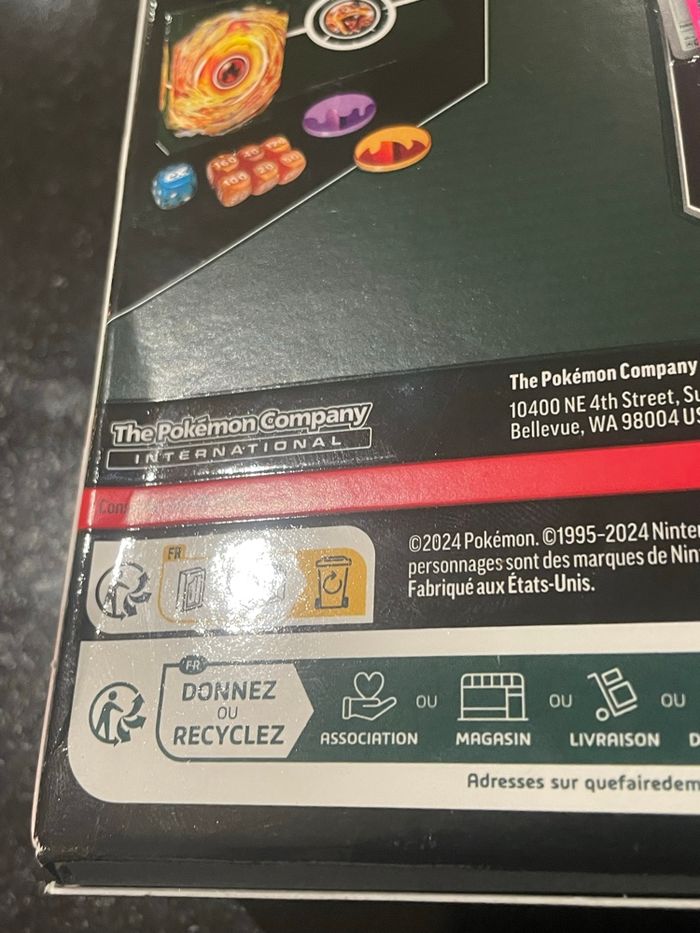 The Pokémon Company
INTERNATIONAL
The Pokémon Company
10400 NE 4th Street,
Bellevue, WA 98004
©2024 Pokémon. ©1995-2024
personnages sont des marques de
Fabriqué aux États-Unis.
FR
FR
DONNEZ
OU
RECYCLEZ
ASSOCIATION
OU
MAGASIN
OU
LIVRAISON
OU
Adresses sur